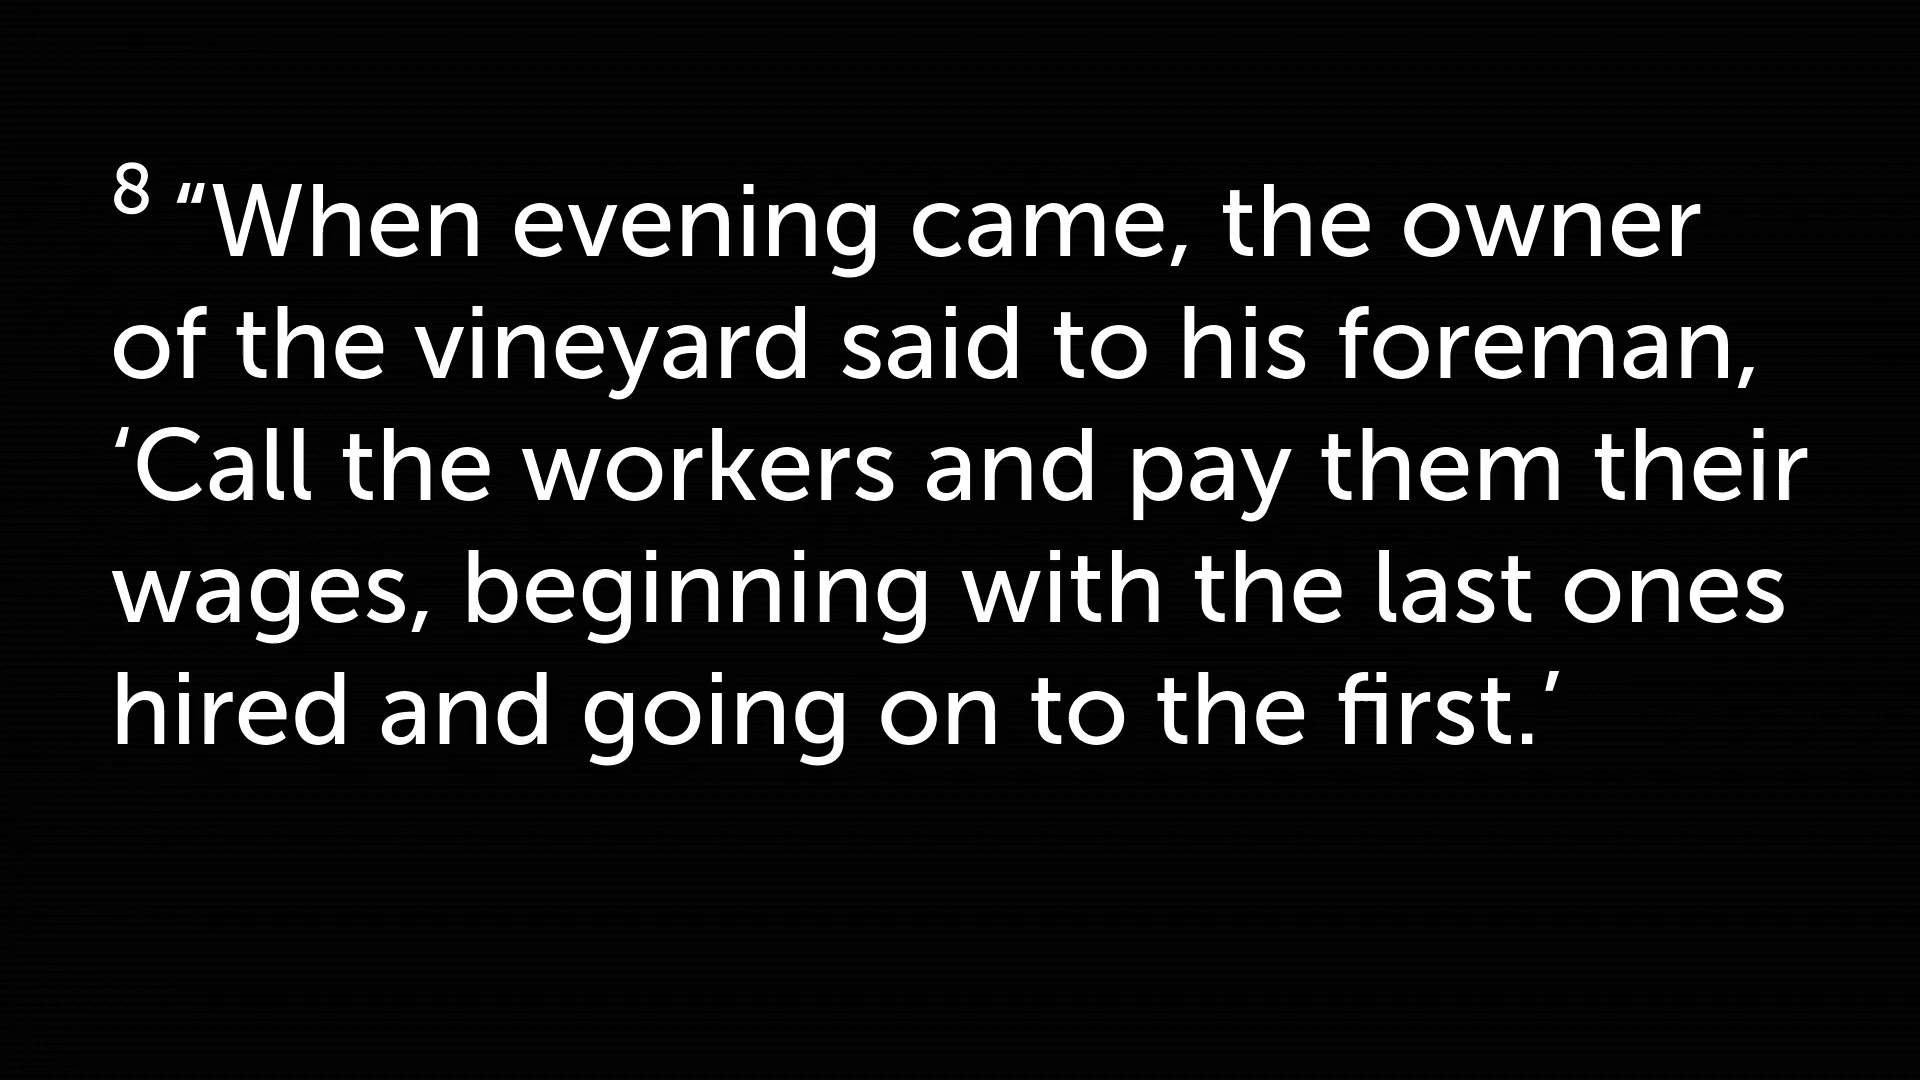 8 “When evening came, the owner
of the vineyard said to his foreman,
‘Call the workers and pay them their
wages, beginning with the last ones
hired and going on to the first.’